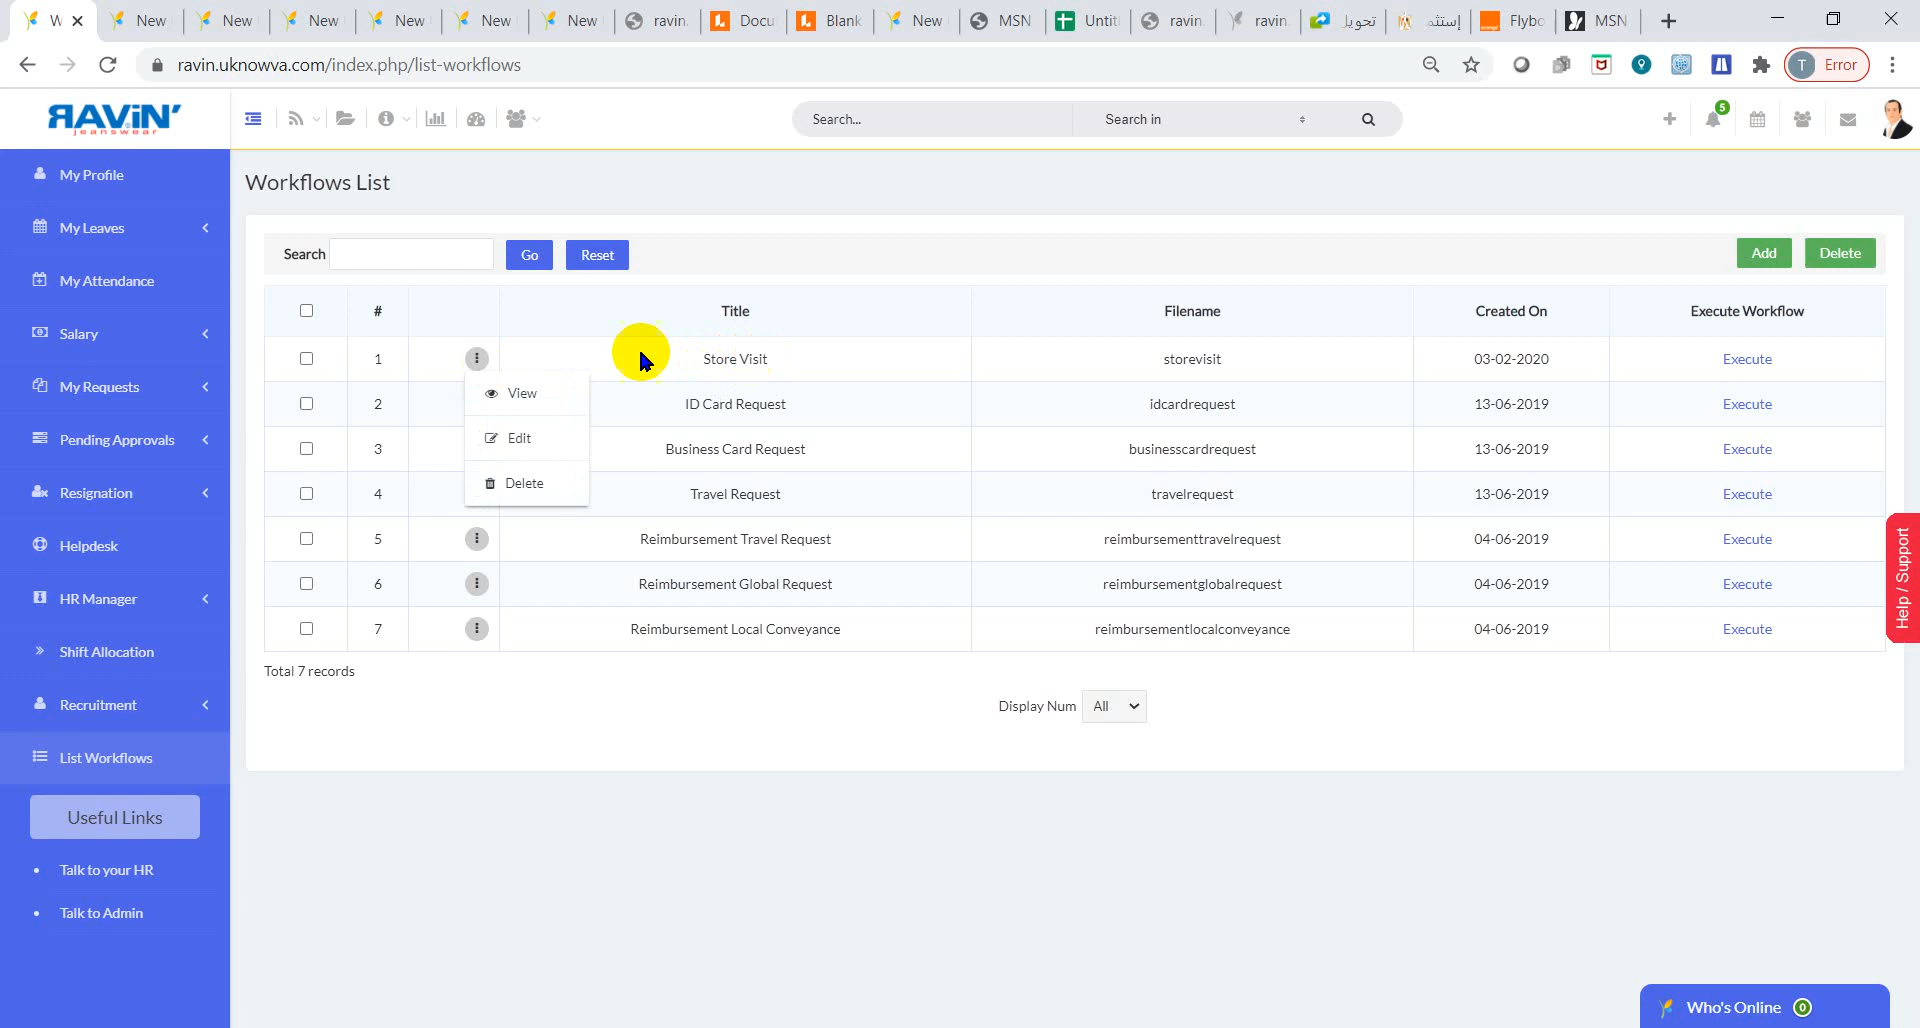 W New New New New New New ravin. Docu Blank New MSN Untit ravin. ravin. تحويل إستثم Flybo MSN
ravin.uknowva.com/index.php/list-workflows
T Error
RAViN'
jeanswear
Search... Search in
5
My Profile
My Leaves
My Attendance
Salary
My Requests
Pending Approvals
Resignation
Helpdesk
HR Manager
Shift Allocation
Recruitment
List Workflows
Useful Links
Talk to your HR
Talk to Admin
Workflows List
Search Go Reset Add Delete
# Title Filename Created On Execute Workflow
1 Store Visit storevisit 03-02-2020 Execute
View
2 ID Card Request idcardrequest 13-06-2019 Execute
Edit
3 Business Card Request businesscardrequest 13-06-2019 Execute
Delete
4 Travel Request travelrequest 13-06-2019 Execute
5 Reimbursement Travel Request reimbursementtravelrequest 04-06-2019 Execute
6 Reimbursement Global Request reimbursementglobalrequest 04-06-2019 Execute
7 Reimbursement Local Conveyance reimbursementlocalconveyance 04-06-2019 Execute
Total 7 records
Display Num All
Help / Support
Who's Online 0